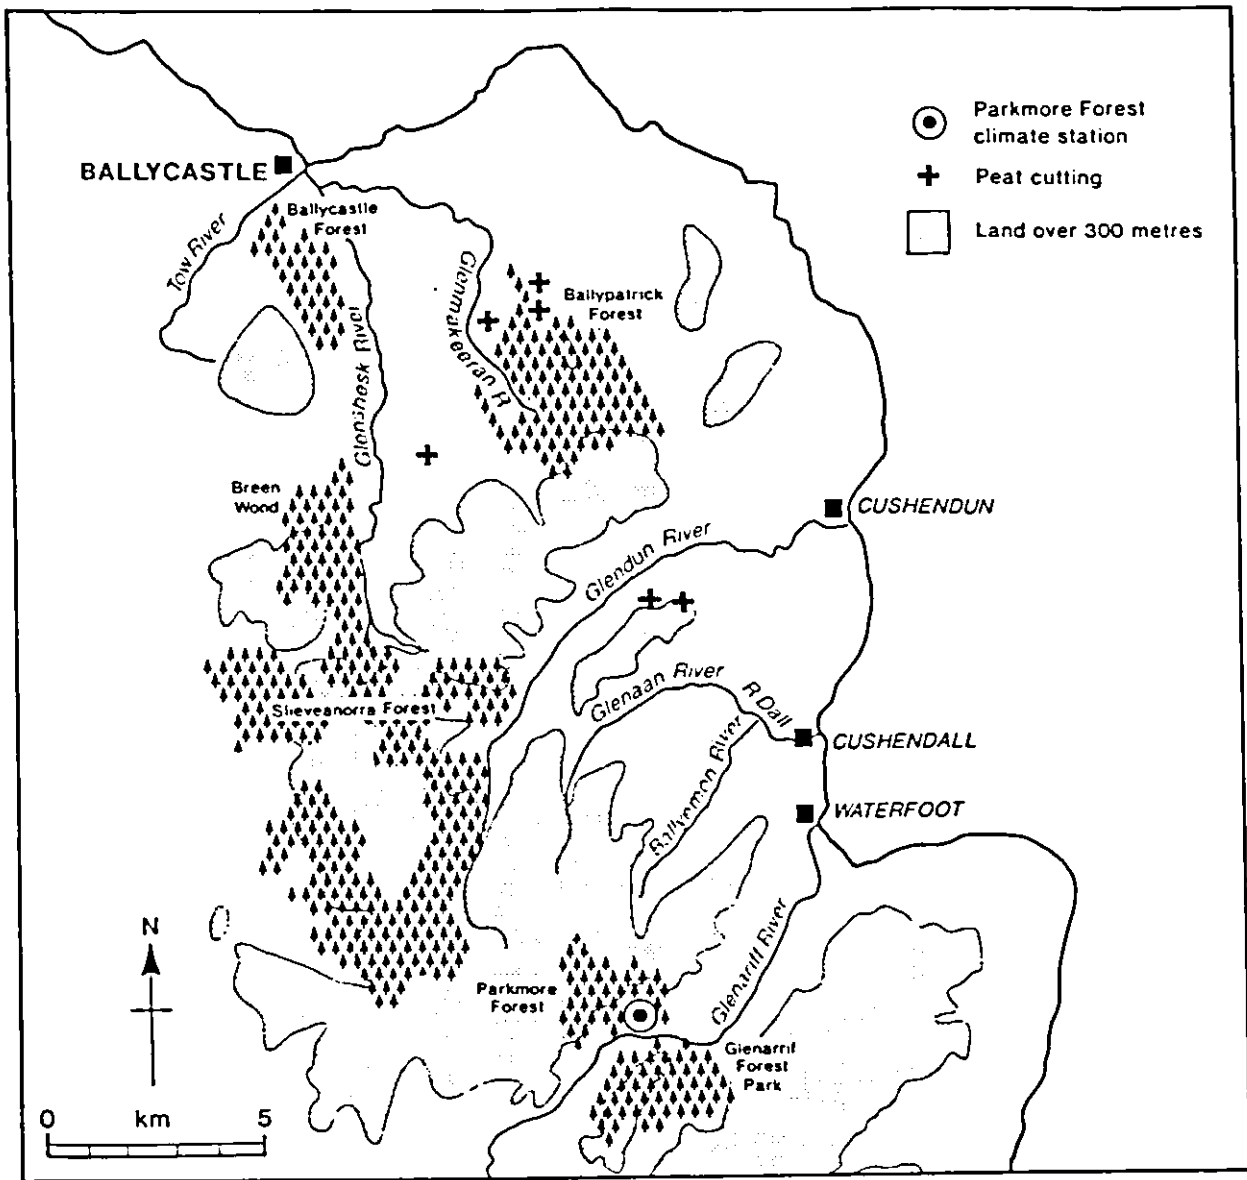 Parkmore Forest
climate station
Peat cutting
Land over 300 metres
BALLYCASTLE
Ballycastle
Forest
Tow River
Glenshesk River
Glenmakeeran R
Ballypatrick
Forest
Breen
Wood
CUSHENDUN
Glendun River
Glenaan River
R Dall
Slieveanorra Forest
CUSHENDALL
Ballyemon River
WATERFOOT
Glenariff River
N
Parkmore
Forest
Glenarrif
Forest
Park
0 km 5